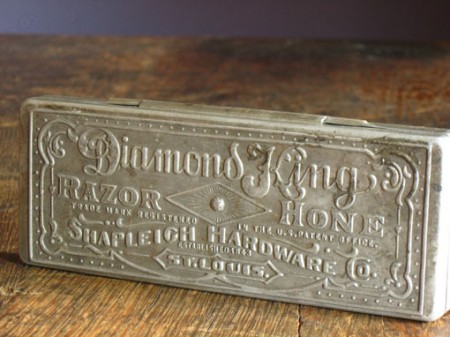 Diamond King
RAZOR HONE
TRADE MARK REGISTERED IN THE U.S. PATENT OFFICE.
SHAPLEIGH HARDWARE CO.
ESTABLISHED 1843
ST. LOUIS.